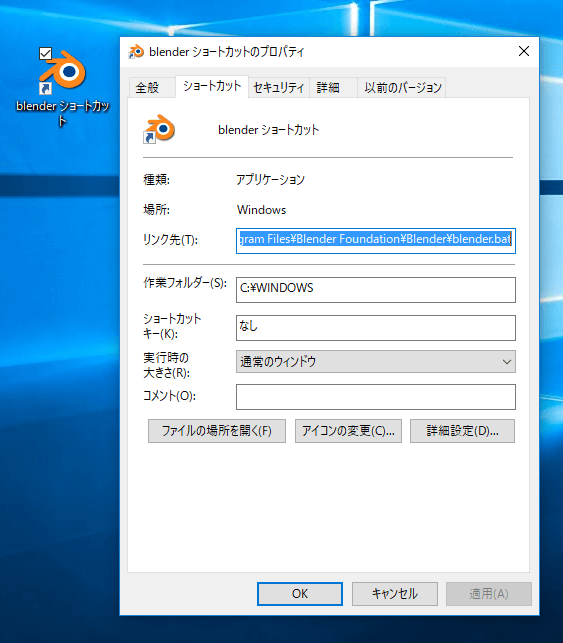 blender ショートカッ
ト
blender ショートカットのプロパティ
全般
ショートカット
セキュリティ
詳細
以前のバージョン
blender ショートカット
種類:
アプリケーション
場所:
Windows
リンク先(T):
gram Files¥Blender Foundation¥Blender¥blender.bat
作業フォルダー(S):
C:¥WINDOWS
ショートカット
キー(K):
なし
実行時の
大きさ(R):
通常のウィンドウ
コメント(O):
ファイルの場所を開く(F)
アイコンの変更(C)...
詳細設定(D)...
OK
キャンセル
適用(A)